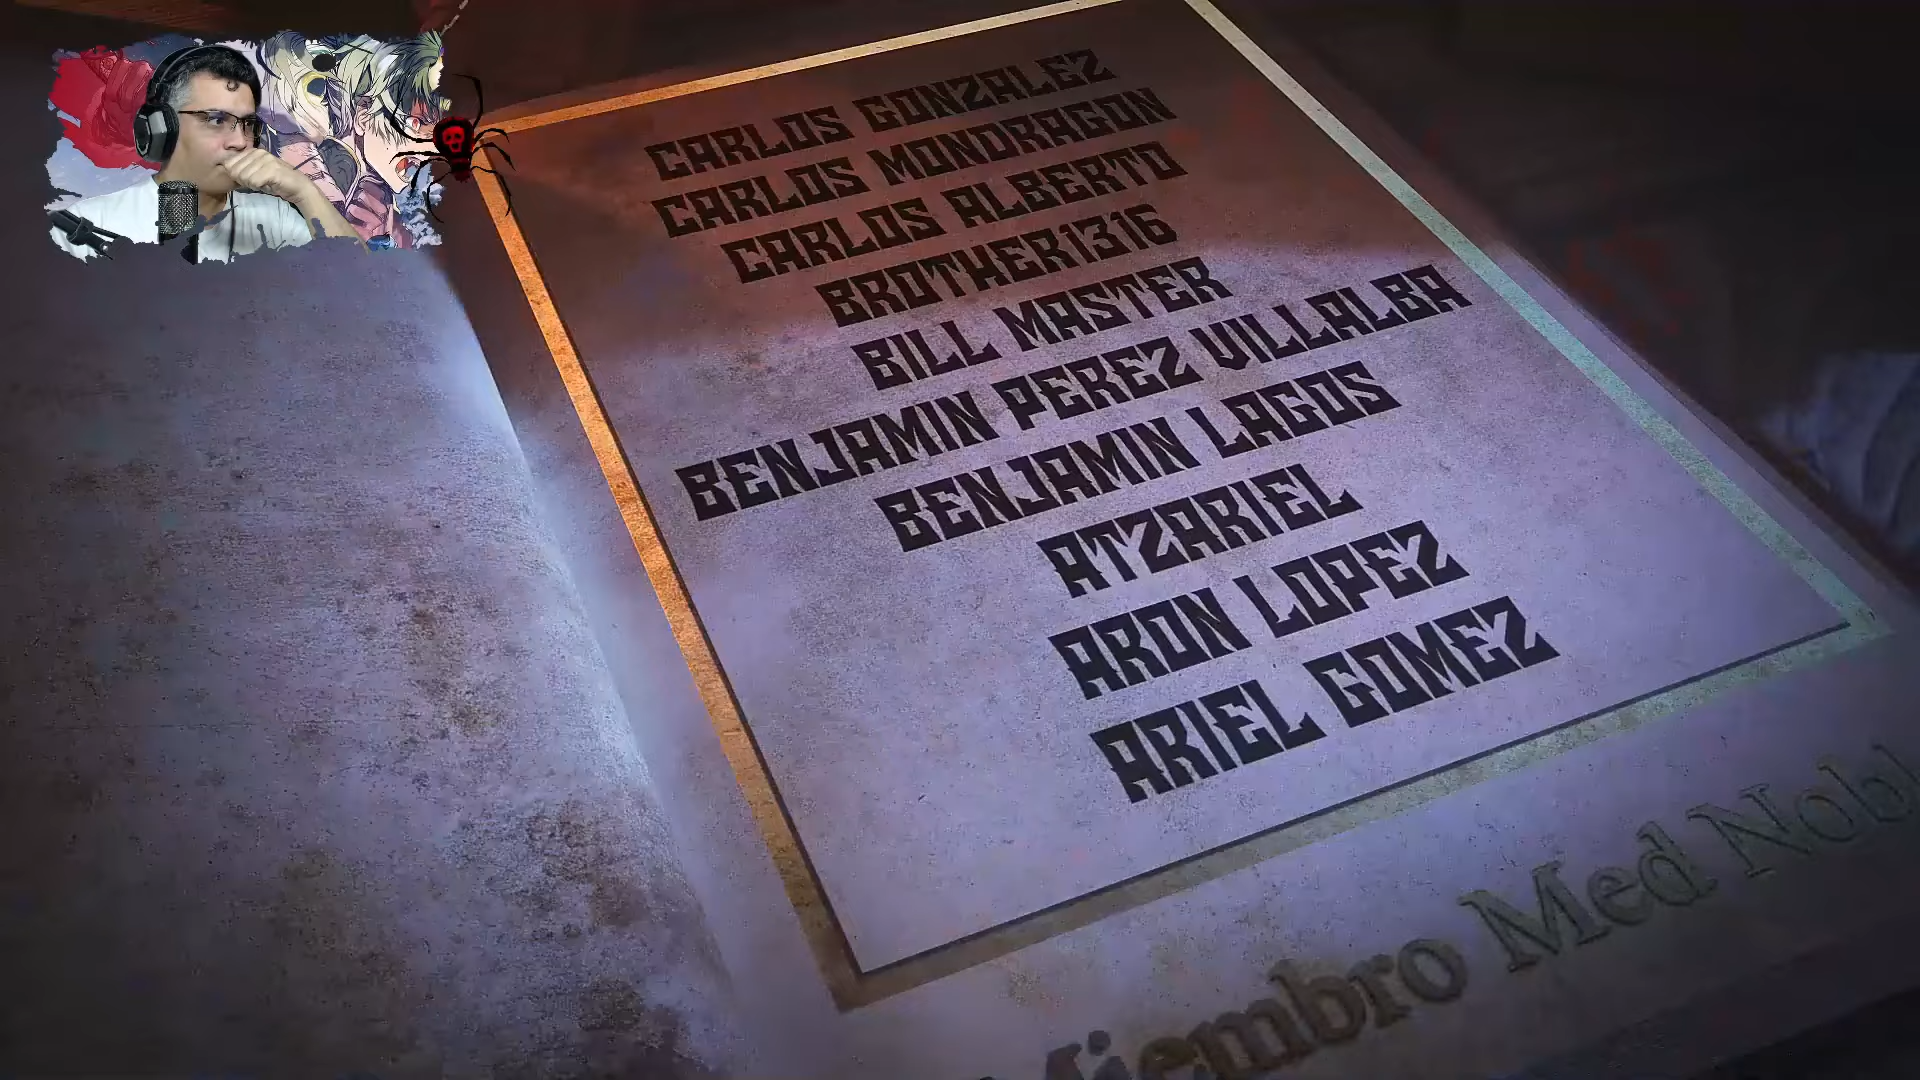 CARLOS GONZALEZ
CARLOS MONDRAGON
CARLOS ALBERTO
BROTHER1316
BILL MASTER
BENJAMIN PEREZ VILLALBA
BENJAMIN LAGOS
ATZARIEL
ARON LOPEZ
ARIEL GOMEZ
Miembro Med Nobl